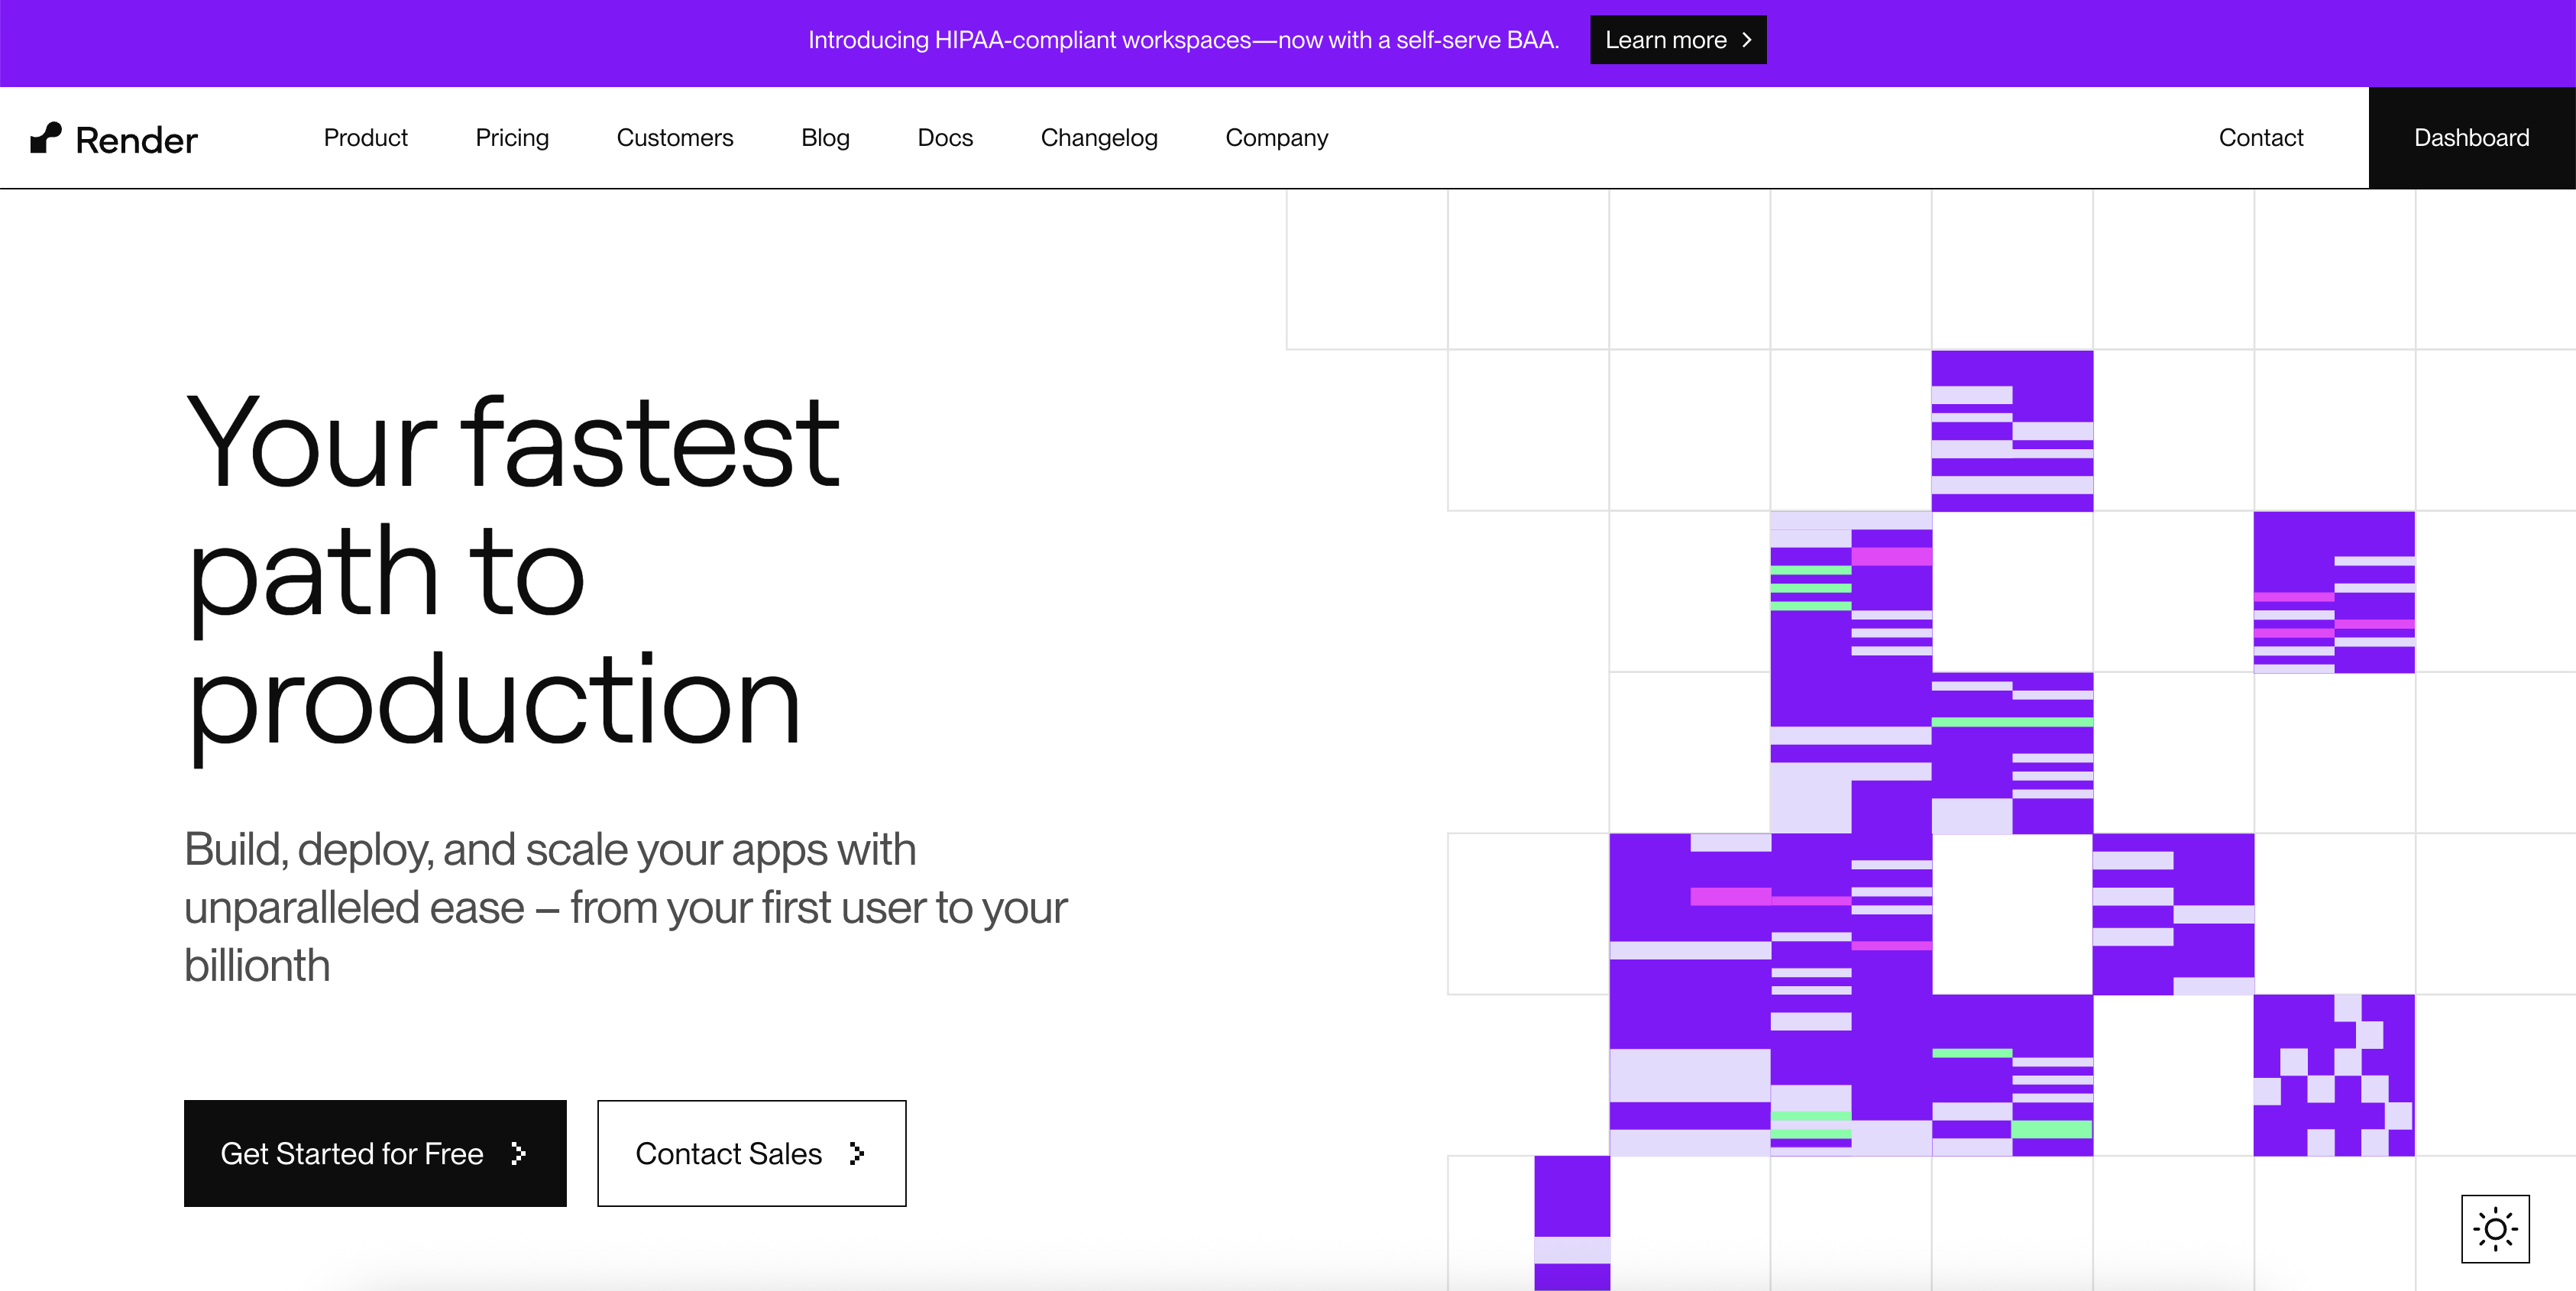 Introducing HIPAA-compliant workspaces—now with a self-serve BAA. Learn more
Render Product Pricing Customers Blog Docs Changelog Company Contact Dashboard
Your fastest
path to
production
Build, deploy, and scale your apps with
unparalleled ease – from your first user to your
billionth
Get Started for Free Contact Sales